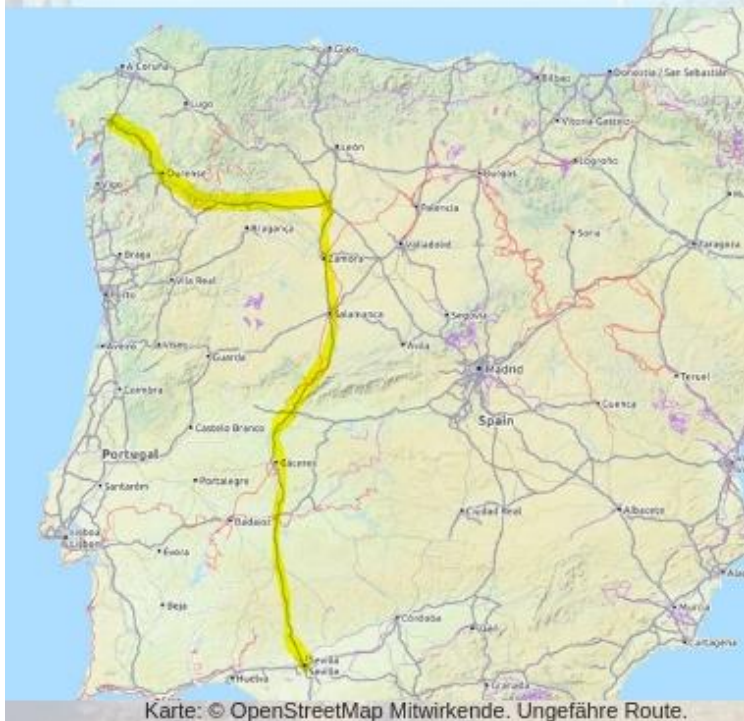 Gijón
A Coruña
Bilbao
Donostia / San Sebastián
Lugo
Vitoria-Gasteiz
León
Logroño
Ourense
Burgos
Vigo
Palencia
Bragança
Soria
Zaragoza
Braga
Valladolid
Zamora
Vila Real
Porto
Salamanca
Segovia
Aveiro
Viseu
Guarda
Ávila
Madrid
Teruel
Coimbra
Cuenca
Spain
Castelo Branco
Portugal
Cáceres
Santarém
Portalegre
Ciudad Real
Albacete
Badajoz
Lisboa
Lisbon
Évora
Beja
Murcia
Córdoba
Jaén
Cartagena
Sevilla
Sevilla
Huelva
Granada
Karte: © OpenStreetMap Mitwirkende. Ungefähre Route.